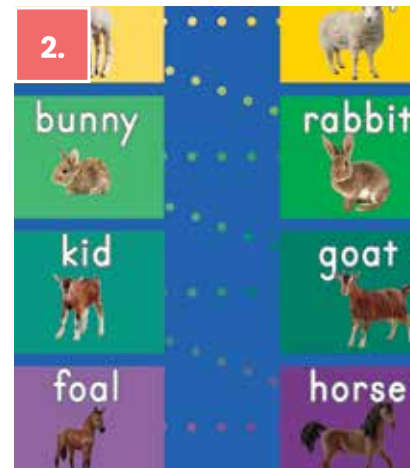 2.
bunny
rabbit
kid
goat
foal
horse